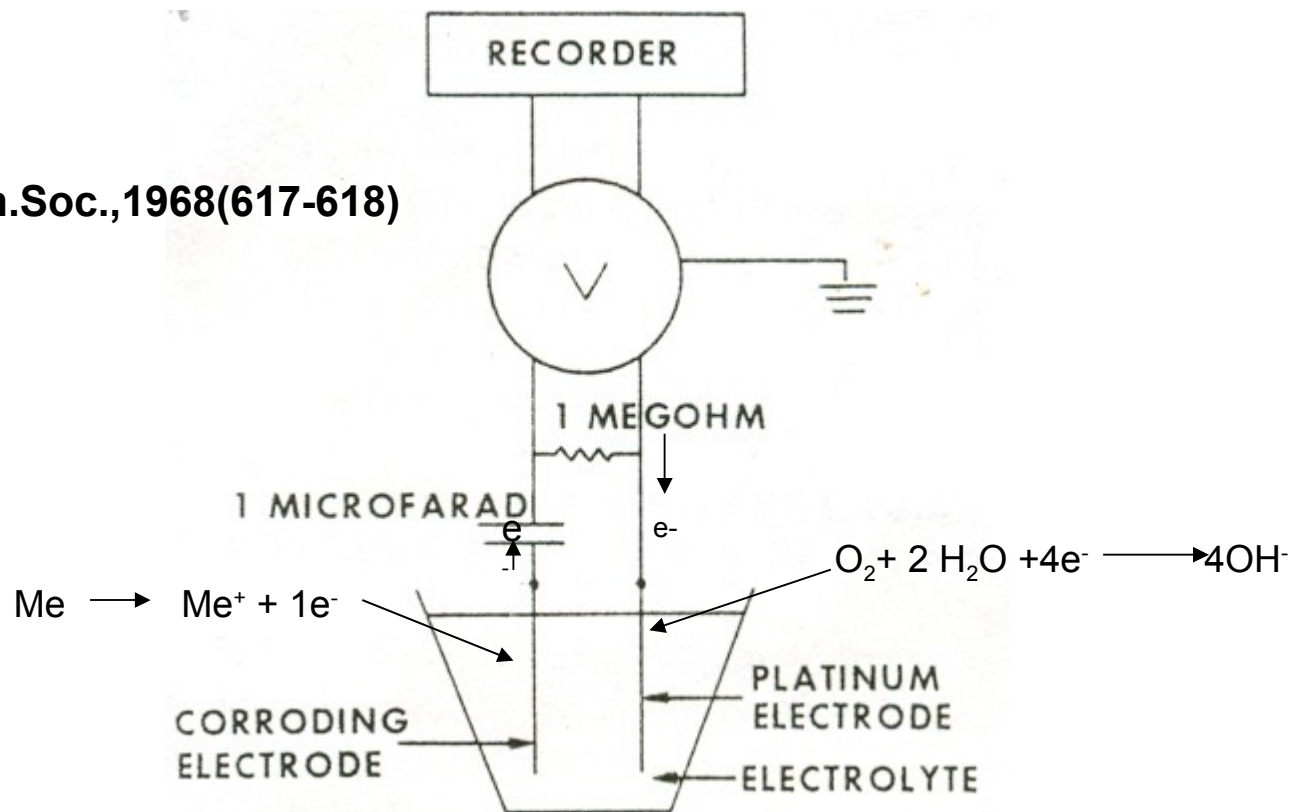 RECORDER
n.Soc.,1968(617-618)
V
1 MEGOHM
1 MICROFARAD
e
-
e-
O₂+ 2 H₂O +4e⁻ → 4OH⁻
Me → Me⁺ + 1e⁻
PLATINUM
ELECTRODE
CORRODING
ELECTRODE
ELECTROLYTE